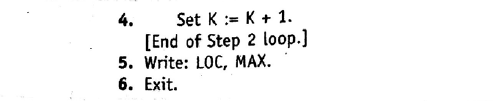 4. Set K := K + 1.
[End of Step 2 loop.]
5. Write: LOC, MAX.
6. Exit.